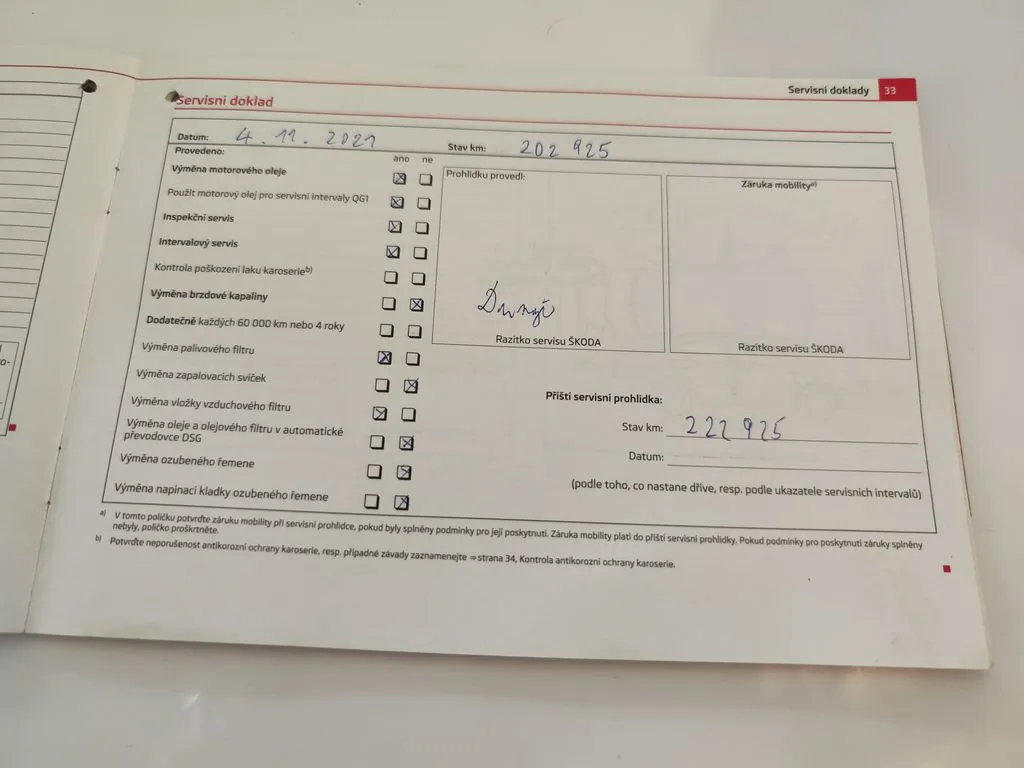 Servisní doklady 33
Servisní doklad
Datum: 4. 11. 2021 Stav km: 202 925
Provedeno: ano ne
Výměna motorového oleje
Použit motorový olej pro servisní intervaly QG1
Inspekční servis
Intervalový servis
Kontrola poškození laku karoserie b)
Výměna brzdové kapaliny
Dodatečně každých 60 000 km nebo 4 roky
Výměna palivového filtru
Výměna zapalovacích svíček
Výměna vložky vzduchového filtru
Výměna oleje a olejového filtru v automatické
převodovce DSG
Výměna ozubeného řemene
Výměna napínací kladky ozubeného řemene
Prohlídku provedl:
Razítko servisu ŠKODA
Záruka mobility a)
Razítko servisu ŠKODA
Příští servisní prohlídka:
Stav km: 222 925
Datum:
(podle toho, co nastane dříve, resp. podle ukazatele servisních intervalů)
a) V tomto políčku potvrďte záruku mobility při servisní prohlídce, pokud byly splněny podmínky pro její poskytnutí. Záruka mobility platí do příští servisní prohlídky. Pokud podmínky pro poskytnutí záruky splněny
nebyly, políčko proškrtněte.
b) Potvrďte neporušenost antikorozní ochrany karoserie, resp. případné závady zaznamenejte ⇒ strana 34, Kontrola antikorozní ochrany karoserie.